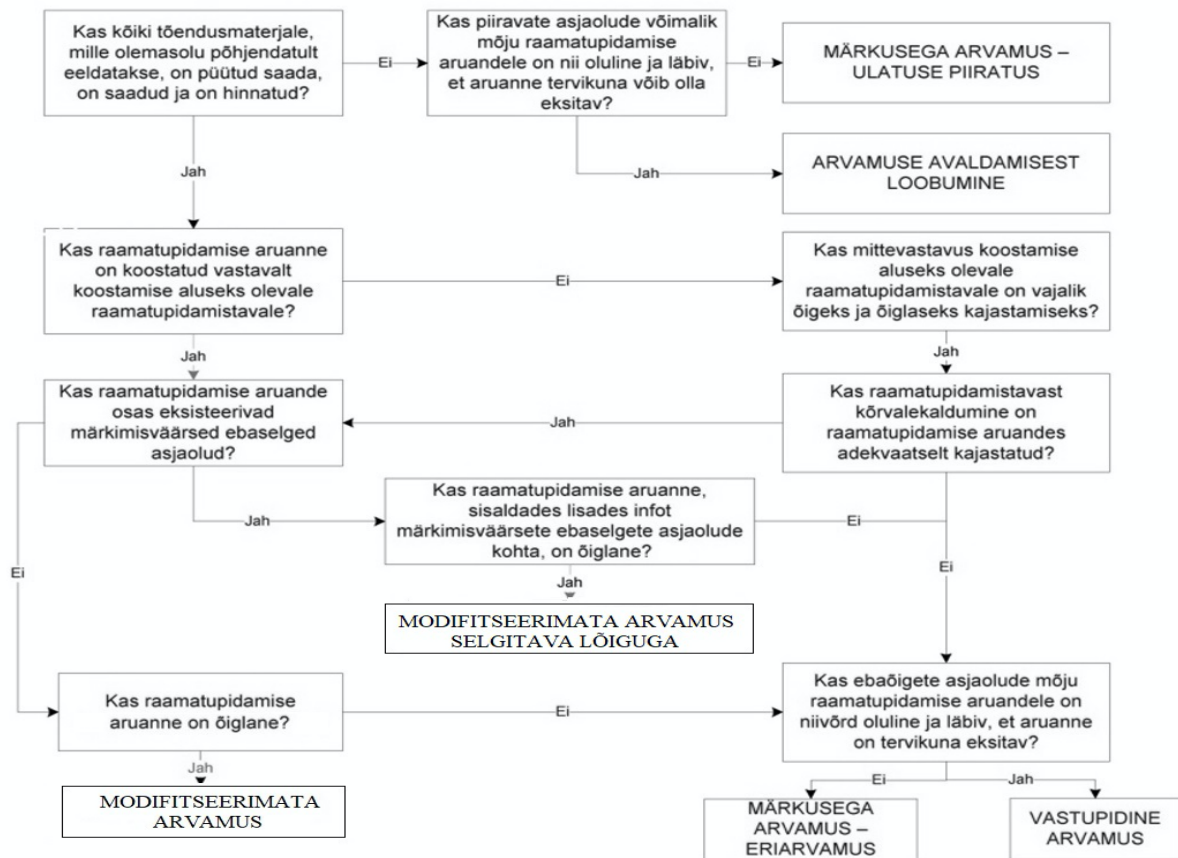 Kas kõiki tõendusmaterjale,
mille olemasolu põhjendatult
eeldatakse, on püütud saada,
on saadud ja on hinnatud?
Ei
Kas piiravate asjaolude võimalik
mõju raamatupidamise
aruandele on nii oluline ja läbiv,
et aruanne tervikuna võib olla
eksitav?
Ei
MÄRKUSEGA ARVAMUS –
ULATUSE PIIRATUS
Jah
Jah
ARVAMUSE AVALDAMISEST
LOOBUMINE
Kas raamatupidamise aruanne
on koostatud vastavalt
koostamise aluseks olevale
raamatupidamistavale?
Ei
Kas mittevastavus koostamise
aluseks olevale
raamatupidamistavale on vajalik
õigeks ja õiglaseks kajastamiseks?
Jah
Jah
Kas raamatupidamise aruande
osas eksisteerivad
märkimisväärsed ebaselged
asjaolud?
Jah
Kas raamatupidamistavast
kõrvalekaldumine on
raamatupidamise aruandes
adekvaatselt kajastatud?
Jah
Kas raamatupidamise aruanne,
sisaldades lisades infot
märkimisväärsete ebaselgete asjaolude
kohta, on õiglane?
Ei
Ei
Ei
Jah
MODIFITSEERIMATA ARVAMUS
SELGITAVA LÕIGUGA
Kas raamatupidamise
aruanne on õiglane?
Ei
Kas ebaõigete asjaolude mõju
raamatupidamise aruandele on
niivõrd oluline ja läbiv, et aruanne
on tervikuna eksitav?
Jah
Ei
Jah
MODIFITSEERIMATA
ARVAMUS
MÄRKUSEGA
ARVAMUS –
ERIARVAMUS
VASTUPIDINE
ARVAMUS